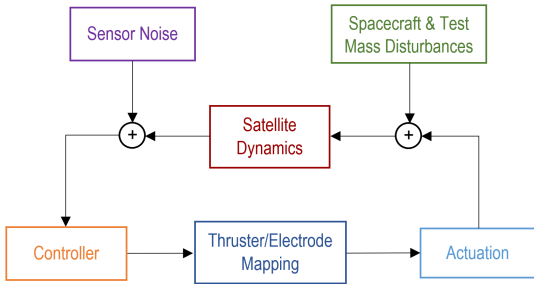 Sensor Noise
Spacecraft & Test
Mass Disturbances
+
Satellite
Dynamics
+
Controller
Thruster/Electrode
Mapping
Actuation